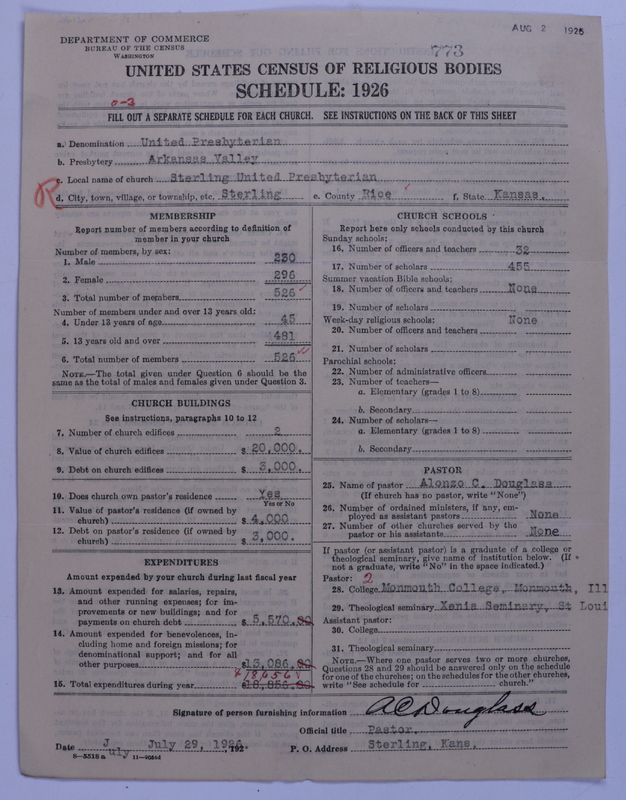 AUG 2 1926
DEPARTMENT OF COMMERCE
BUREAU OF THE CENSUS
WASHINGTON
773
UNITED STATES CENSUS OF RELIGIOUS BODIES
SCHEDULE: 1926
0-3
FILL OUT A SEPARATE SCHEDULE FOR EACH CHURCH. SEE INSTRUCTIONS ON THE BACK OF THIS SHEET
a. Denomination United Presbyterian
b. Presbytery Arkansas Valley
c. Local name of church Sterling United Presbyterian
R
d. City, town, village, or township, etc. Sterling e. County Rice f. State Kansas.
MEMBERSHIP
Report number of members according to definition of
member in your church
Number of members, by sex:
1. Male 230
2. Female 296
3. Total number of members 526
Number of members under and over 13 years old:
4. Under 13 years of age 45
5. 13 years old and over 481
6. Total number of members 526
NOTE.—The total given under Question 6 should be the
same as the total of males and females given under Question 3.
CHURCH BUILDINGS
See instructions, paragraphs 10 to 12
7. Number of church edifices 2
8. Value of church edifices $20,000.
9. Debt on church edifices $3,000.
10. Does church own pastor's residence Yes
Yes or No
11. Value of pastor's residence (if owned by
church) $4,000
12. Debt on pastor's residence (if owned by
church) $3,000.
EXPENDITURES
Amount expended by your church during last fiscal year
13. Amount expended for salaries, repairs,
and other running expenses; for im-
provements or new buildings; and for
payments on church debt $5,570.
14. Amount expended for benevolences, in-
cluding home and foreign missions; for
denominational support; and for all
other purposes $13,086.
18656
15. Total expenditures during year
CHURCH SCHOOLS
Report here only schools conducted by this church
Sunday schools:
16. Number of officers and teachers 32
17. Number of scholars 455
Summer vacation Bible schools:
18. Number of officers and teachers None
19. Number of scholars
Week-day religious schools: None
20. Number of officers and teachers
21. Number of scholars
Parochial schools:
22. Number of administrative officers
23. Number of teachers—
a. Elementary (grades 1 to 8)
b. Secondary
24. Number of scholars—
a. Elementary (grades 1 to 8)
b. Secondary
PASTOR
25. Name of pastor Alonzo C. Douglass
(If church has no pastor, write "None")
26. Number of ordained ministers, if any, em-
ployed as assistant pastors None
27. Number of other churches served by the
pastor or his assistants None
If pastor (or assistant pastor) is a graduate of a college or
theological seminary, give name of institution below. (If
not a graduate, write "No" in the space indicated.)
Pastor: 2
28. College Monmouth College, Monmouth, Ill
29. Theological seminary Xenia Seminary, St Loui
Assistant pastor:
30. College
31. Theological seminary
NOTE.—Where one pastor serves two or more churches,
Questions 28 and 29 should be answered only on the schedule
for one of the churches; on the schedules for the other churches,
write "See schedule for church."
Signature of person furnishing information AC Douglass
Official title Pastor.
Date July 29, 1926 P. O. Address Sterling, Kans.